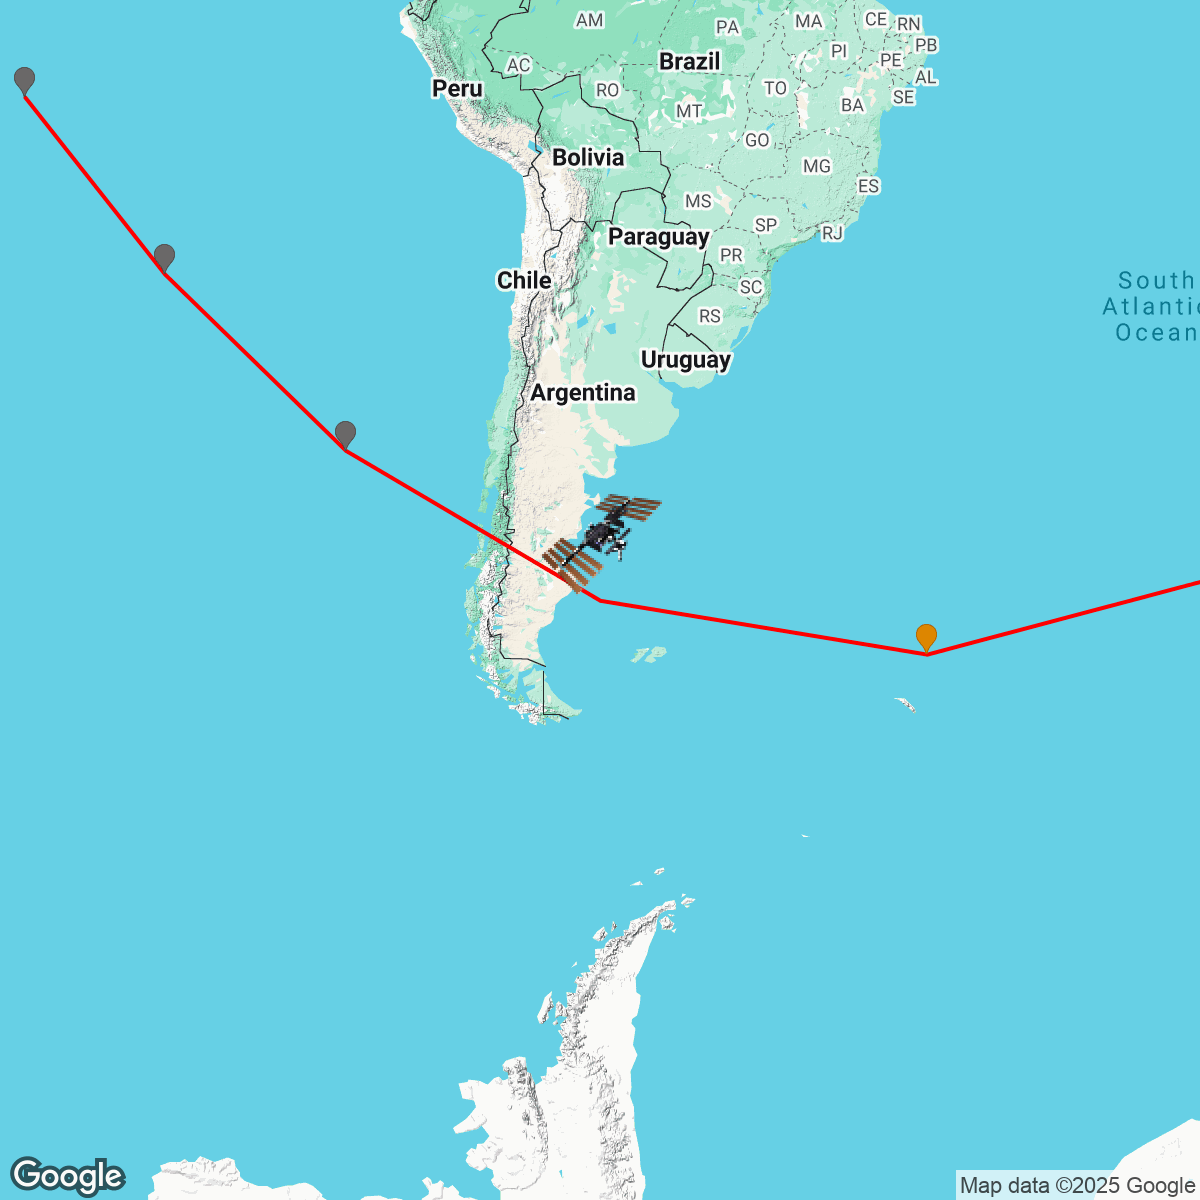 AM
PA
MA
CE
RN
PI
PB
Brazil
PE
AC
AL
Peru
RO
TO
SE
MT
BA
GO
Bolivia
MG
ES
MS
SP
RJ
Paraguay
PR
Chile
SC
South
Atlantic
Ocean
RS
Uruguay
Argentina
Google
Map data ©2025 Google